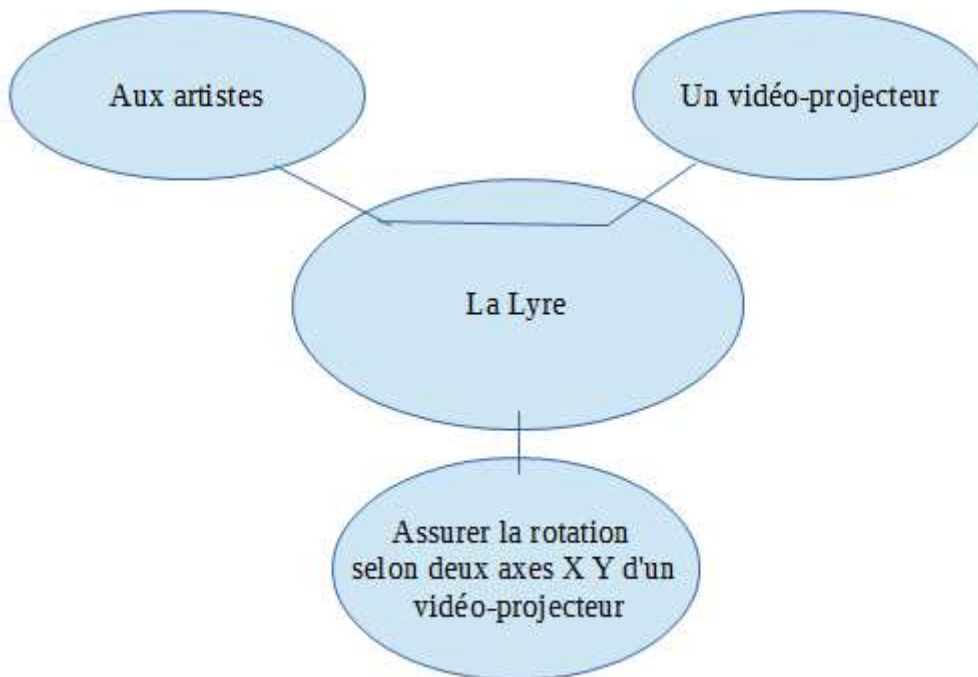 Aux artistes
Un vidéo-projecteur
La Lyre
Assurer la rotation
selon deux axes X Y d'un
vidéo-projecteur